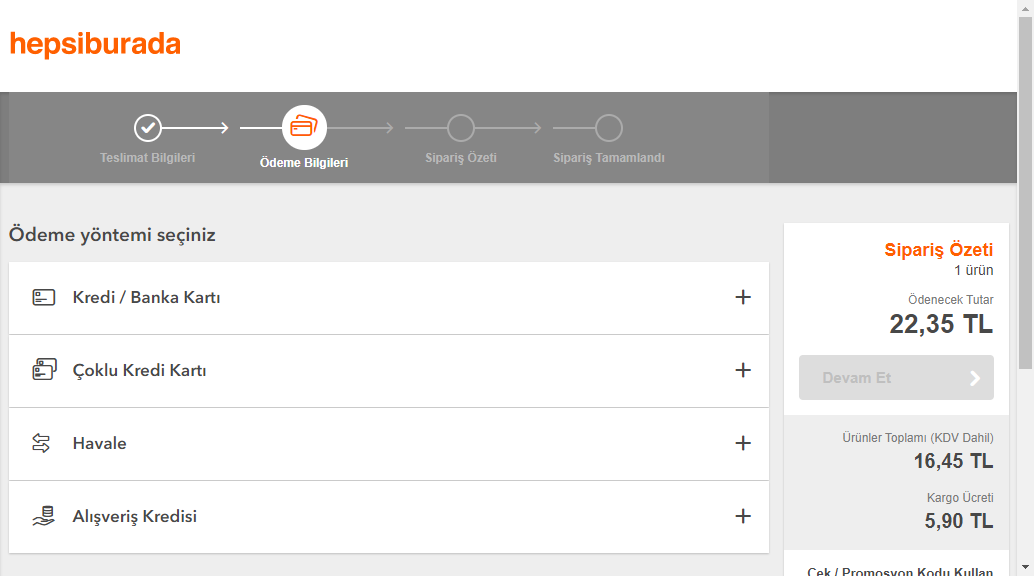 hepsiburada
Teslimat Bilgileri
Ödeme Bilgileri
Sipariş Özeti
Sipariş Tamamlandı
Ödeme yöntemi seçiniz
Kredi / Banka Kartı
Çoklu Kredi Kartı
Havale
Alışveriş Kredisi
Sipariş Özeti
1 ürün
Ödenecek Tutar
22,35 TL
Devam Et
Ürünler Toplamı (KDV Dahil)
16,45 TL
Kargo Ücreti
5,90 TL
Çek / Promosyon Kodu Kullan